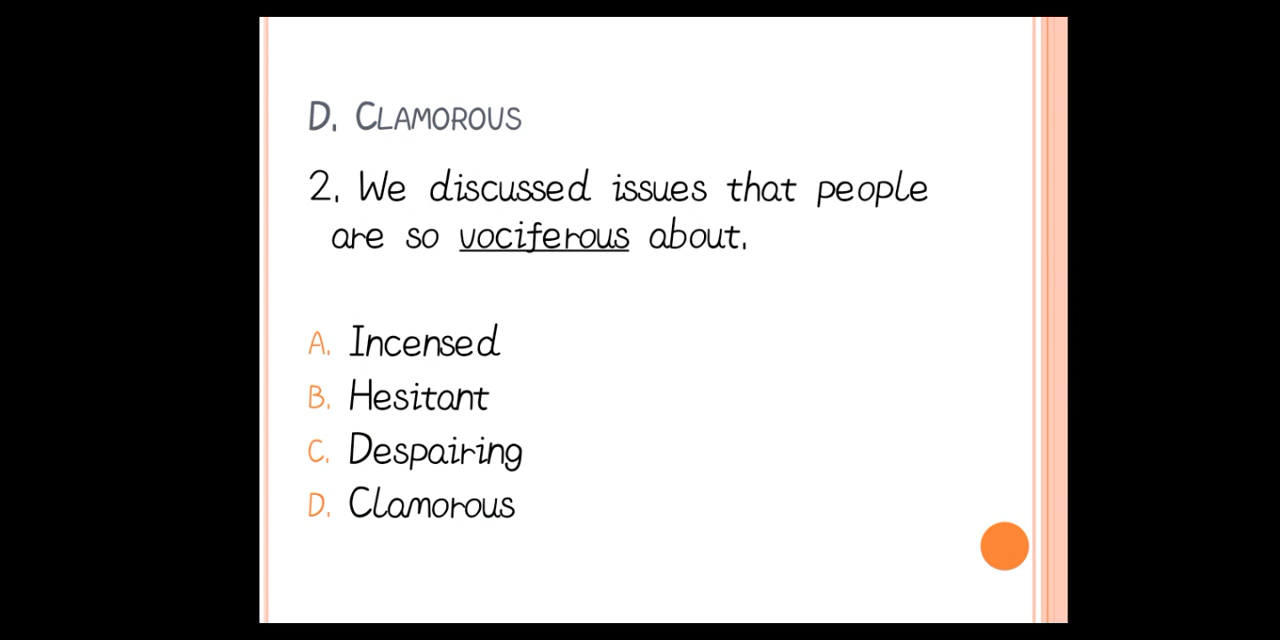 D. CLAMOROUS
2. We discussed issues that people
are so vociferous about.
A. Incensed
B. Hesitant
C. Despairing
D. Clamorous